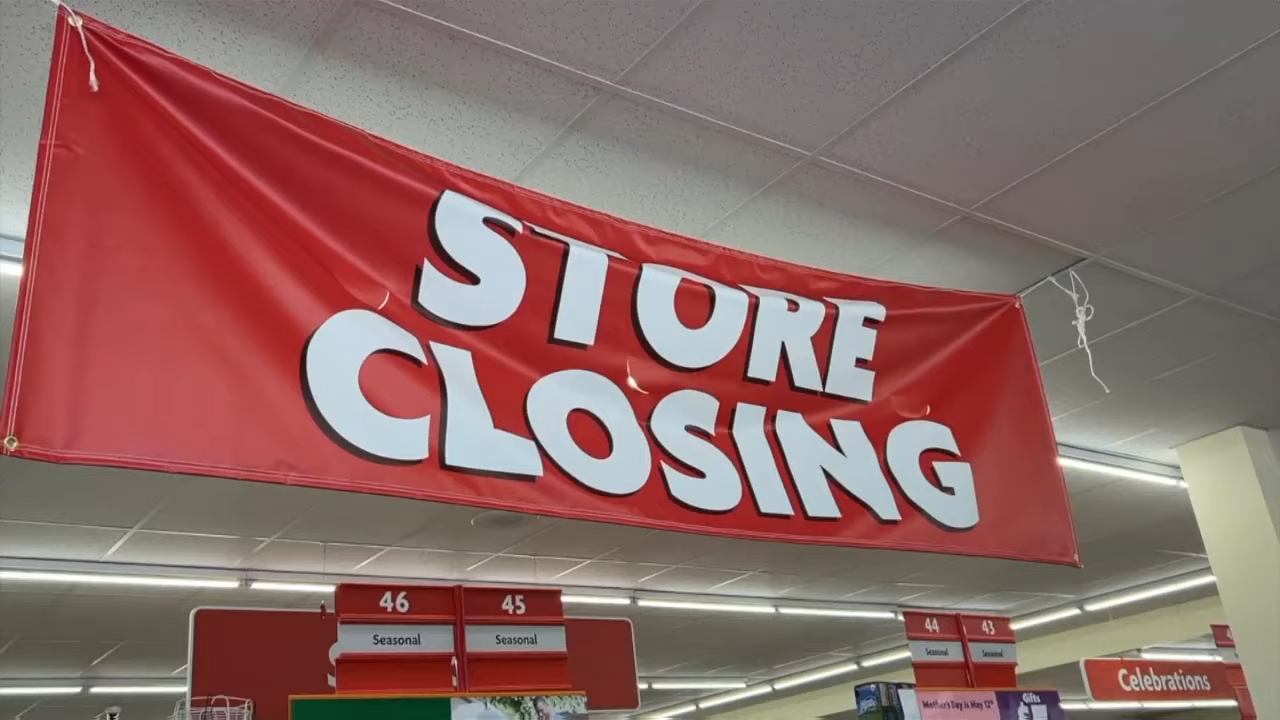 STORE
CLOSING
46
45
Seasonal
Seasonal
44
43
Seasonal
Seasonal
Celebrations
Mother's Day is May 12th
Gifts